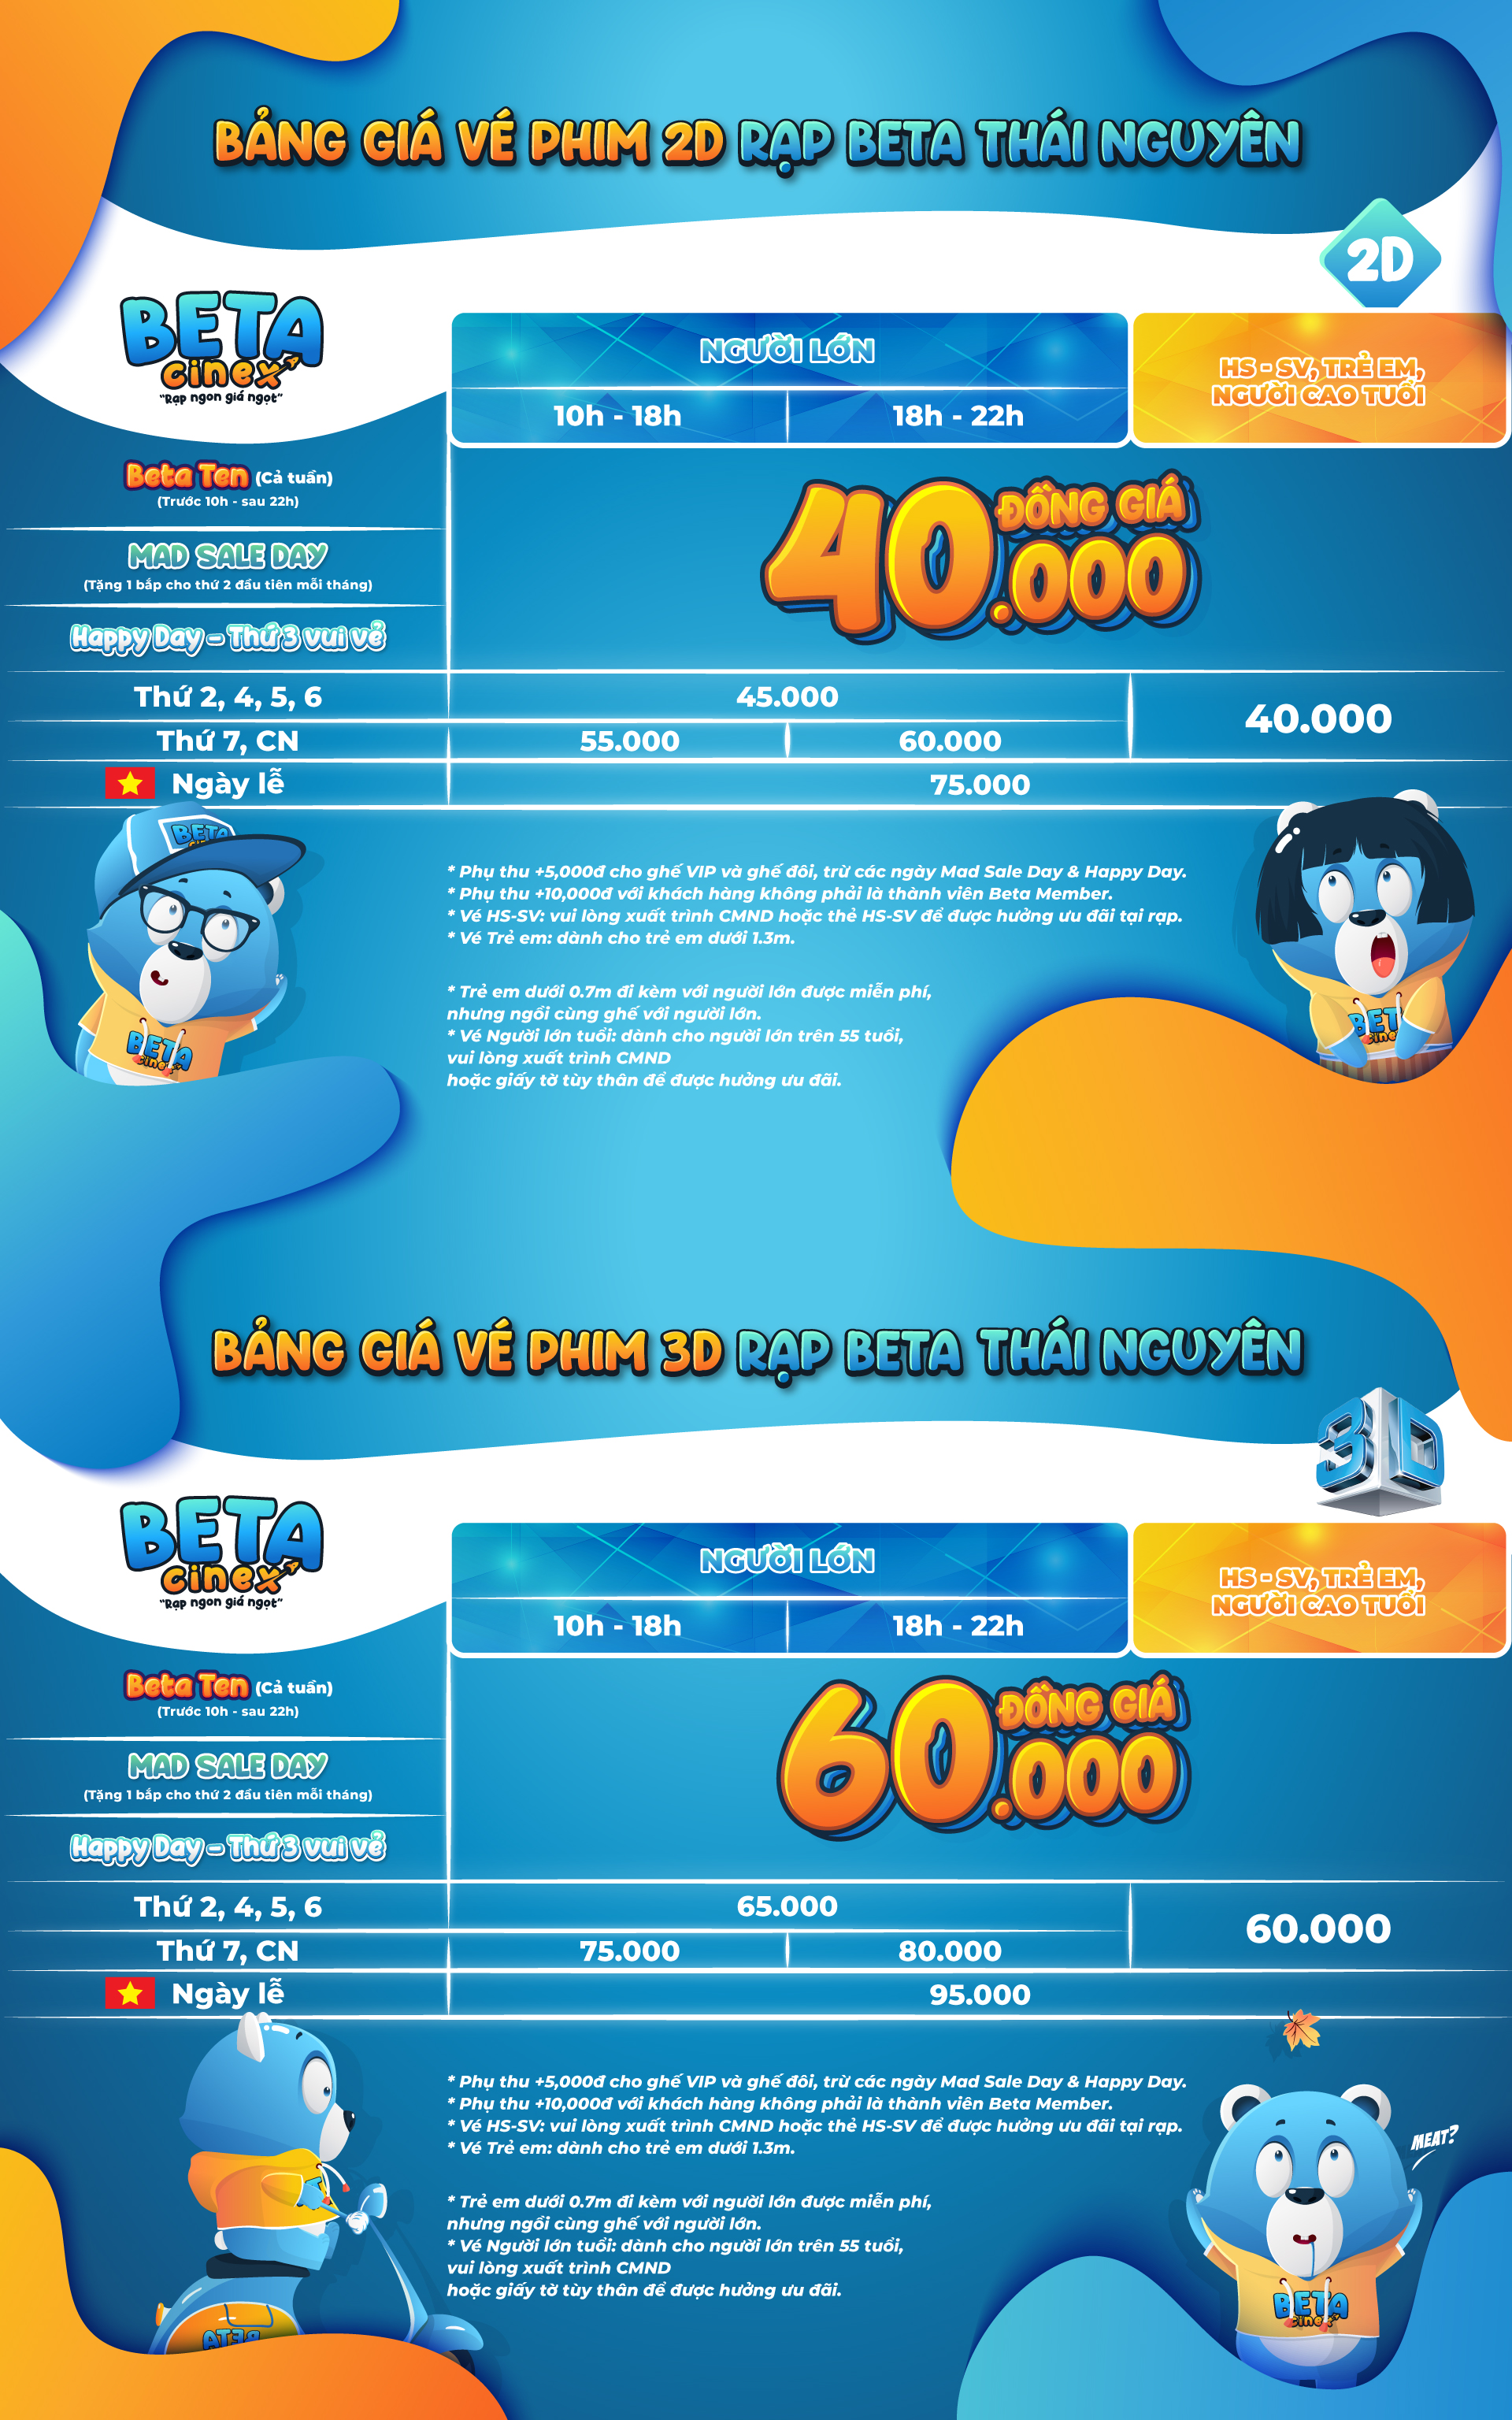 BẢNG GIÁ VÉ PHIM 2D RẠP BETA THÁI NGUYÊN
2D
BETA
cinex
"Rạp ngon giá ngọt"
NGƯỜI LỚN
10h - 18h
18h - 22h
HS - SV, TRẺ EM,
NGƯỜI CAO TUỔI
Beta Ten (Cả tuần)
(Trước 10h - sau 22h)
MAD SALE DAY
(Tặng 1 bắp cho thứ 2 đầu tiên mỗi tháng)
Happy Day - Thứ 3 vui vẻ
ĐỒNG GIÁ
40.000
Thứ 2, 4, 5, 6
45.000
40.000
Thứ 7, CN
55.000
60.000
Ngày lễ
75.000
BETA
* Phụ thu +5,000đ cho ghế VIP và ghế đôi, trừ các ngày Mad Sale Day & Happy Day.
* Phụ thu +10,000đ với khách hàng không phải là thành viên Beta Member.
* Vé HS-SV: vui lòng xuất trình CMND hoặc thẻ HS-SV để được hưởng ưu đãi tại rạp.
* Vé Trẻ em: dành cho trẻ em dưới 1.3m.
* Trẻ em dưới 0.7m đi kèm với người lớn được miễn phí,
nhưng ngồi cùng ghế với người lớn.
* Vé Người lớn tuổi: dành cho người lớn trên 55 tuổi,
vui lòng xuất trình CMND
hoặc giấy tờ tùy thân để được hưởng ưu đãi.
BETA
cinex
BET
cine
BẢNG GIÁ VÉ PHIM 3D RẠP BETA THÁI NGUYÊN
3D
BETA
cinex
"Rạp ngon giá ngọt"
NGƯỜI LỚN
10h - 18h
18h - 22h
HS - SV, TRẺ EM,
NGƯỜI CAO TUỔI
Beta Ten (Cả tuần)
(Trước 10h - sau 22h)
MAD SALE DAY
(Tặng 1 bắp cho thứ 2 đầu tiên mỗi tháng)
Happy Day - Thứ 3 vui vẻ
ĐỒNG GIÁ
60.000
Thứ 2, 4, 5, 6
65.000
60.000
Thứ 7, CN
75.000
80.000
Ngày lễ
95.000
* Phụ thu +5,000đ cho ghế VIP và ghế đôi, trừ các ngày Mad Sale Day & Happy Day.
* Phụ thu +10,000đ với khách hàng không phải là thành viên Beta Member.
* Vé HS-SV: vui lòng xuất trình CMND hoặc thẻ HS-SV để được hưởng ưu đãi tại rạp.
* Vé Trẻ em: dành cho trẻ em dưới 1.3m.
MEAT?
* Trẻ em dưới 0.7m đi kèm với người lớn được miễn phí,
nhưng ngồi cùng ghế với người lớn.
* Vé Người lớn tuổi: dành cho người lớn trên 55 tuổi,
vui lòng xuất trình CMND
hoặc giấy tờ tùy thân để được hưởng ưu đãi.
BETA
cinex
BETA